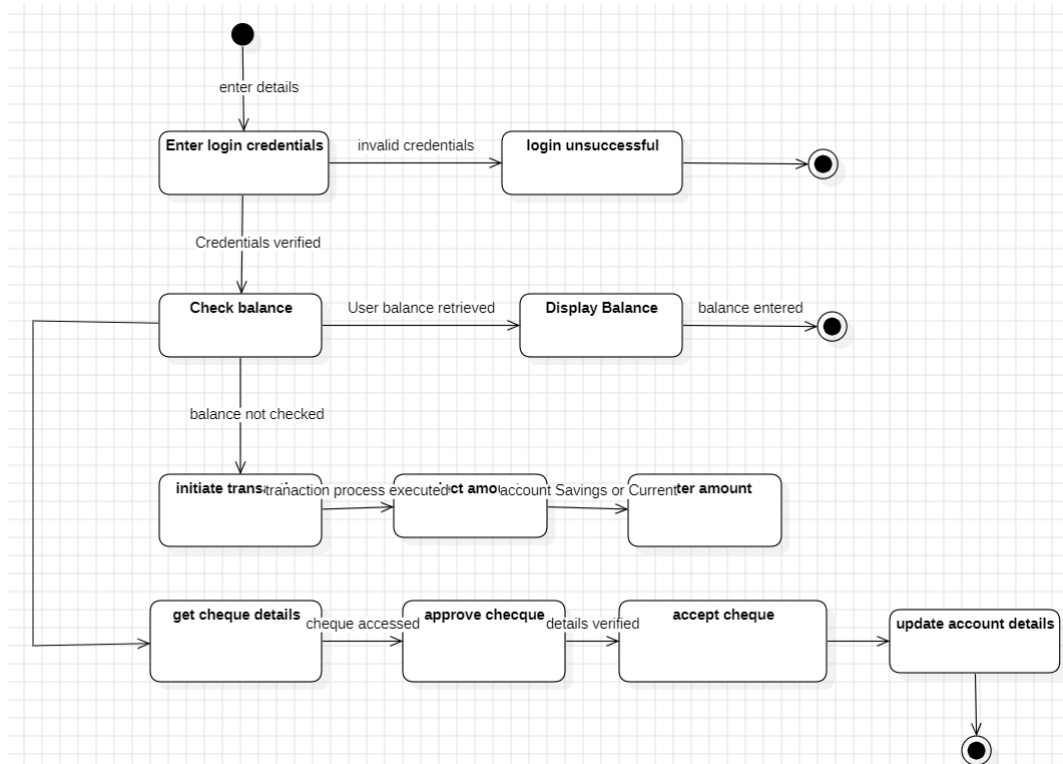 enter details
Enter login credentials
invalid credentials
login unsuccessful
Credentials verified
Check balance
User balance retrieved
Display Balance
balance entered
balance not checked
initiate
tranaction process executed
account Savings or Current
amount
get cheque details
cheque accessed
approve checque
details verified
accept cheque
update account details